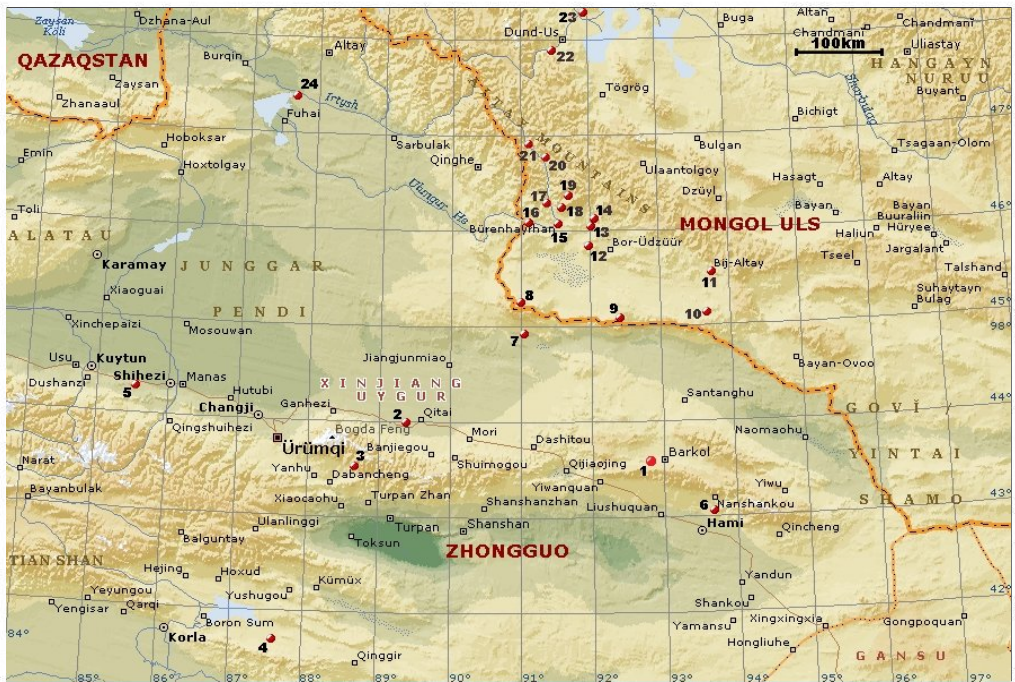 Zaysan
Köli
Dzhana-Aul
23
Dund-Us
Buga
Altan
Chandmanī
Chandmani
QAZAQSTAN
Burqin
Altay
22
100km
Uliastay
HANGAYN
NURUU
Zaysan
24
Tögrög
Buyant
Zhanaaul
Irtysh
Fuhai
ALTAY MOUNTAINS
Bichigt
47°
Emin
Hoboksar
Sarbulak
21
20
Bulgan
Tsagaan-Olom
Hoxtolgay
Qinghe
Ulaantolgoy
Hasagt
Altay
Dzüyl
19
17
18
14
Bayan
Bayan
Buuraliin
Hüryee
46°
Toli
Ulungur He
16
Bürenhayrhan
15
13
MONGOL ULS
Haliun
Jargalant
ALATAU
12
Bor-Üdzüür
Bij-Altay
Tseel
Karamay
JUNGGAR
11
Talshand
Xiaoguai
PENDI
8
9
10
Suhaytayn
Bulag
45°
Xinchepaizi
Mosouwan
7
98°
Usu
Kuytun
Jiangjunmiao
Bayan-Ovoo
Dushanzi
Shihezi
Manas
5
Hutubi
XINJIANG
UYGUR
Santanghu
44°
Changji
Ganhezi
2
Qitai
GOVĬ /
Qingshuihezi
Bogda Feng
Mori
Naomaohu
Ürümqi
Banjiegou
Dashitou
YINTAI
Narat
3
Yanhu
Dabancheng
Shuimogou
Qijiaojing
1
Barkol
Bayanbulak
Yiwanquan
Yiwu
SHAMO
43°
Xiaocaohu
Turpan Zhan
Shanshanzhan
Liushuquan
6
Nanshankou
Ulanlinggi
Turpan
Shanshan
Hami
Qincheng
Balguntay
Toksun
ZHONGGUO
TIAN SHAN
Hejing
Hoxud
Kümüx
Yandun
Yeyungou
Yushugou
42°
Yengisar
Qarqi
Shankou
Boron Sum
Yamansu
Xingxingxia
Gongpoquan
84°
Korla
4
Hongliuhe
Qinggir
GANSU
85°
86°
87°
88°
89°
90°
91°
92°
93°
94°
95°
96°
97°